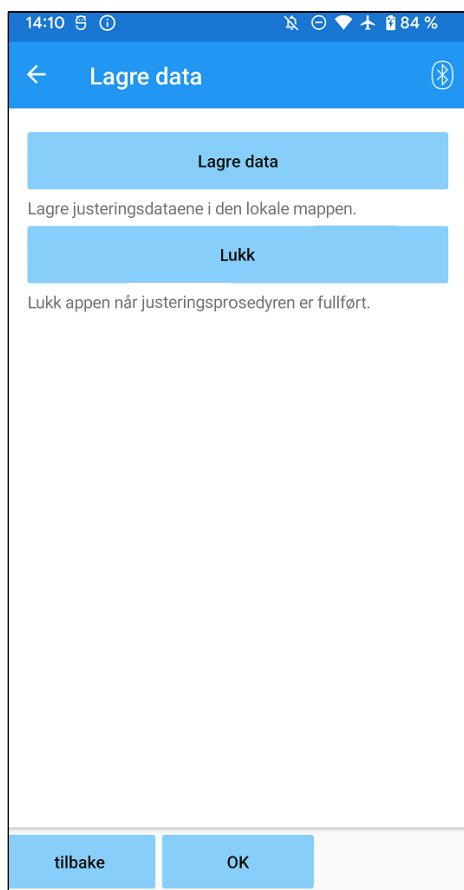 14:10 84 %
Lagre data
Lagre data
Lagre justeringsdataene i den lokale mappen.
Lukk
Lukk appen når justeringsprosedyren er fullført.
tilbake OK